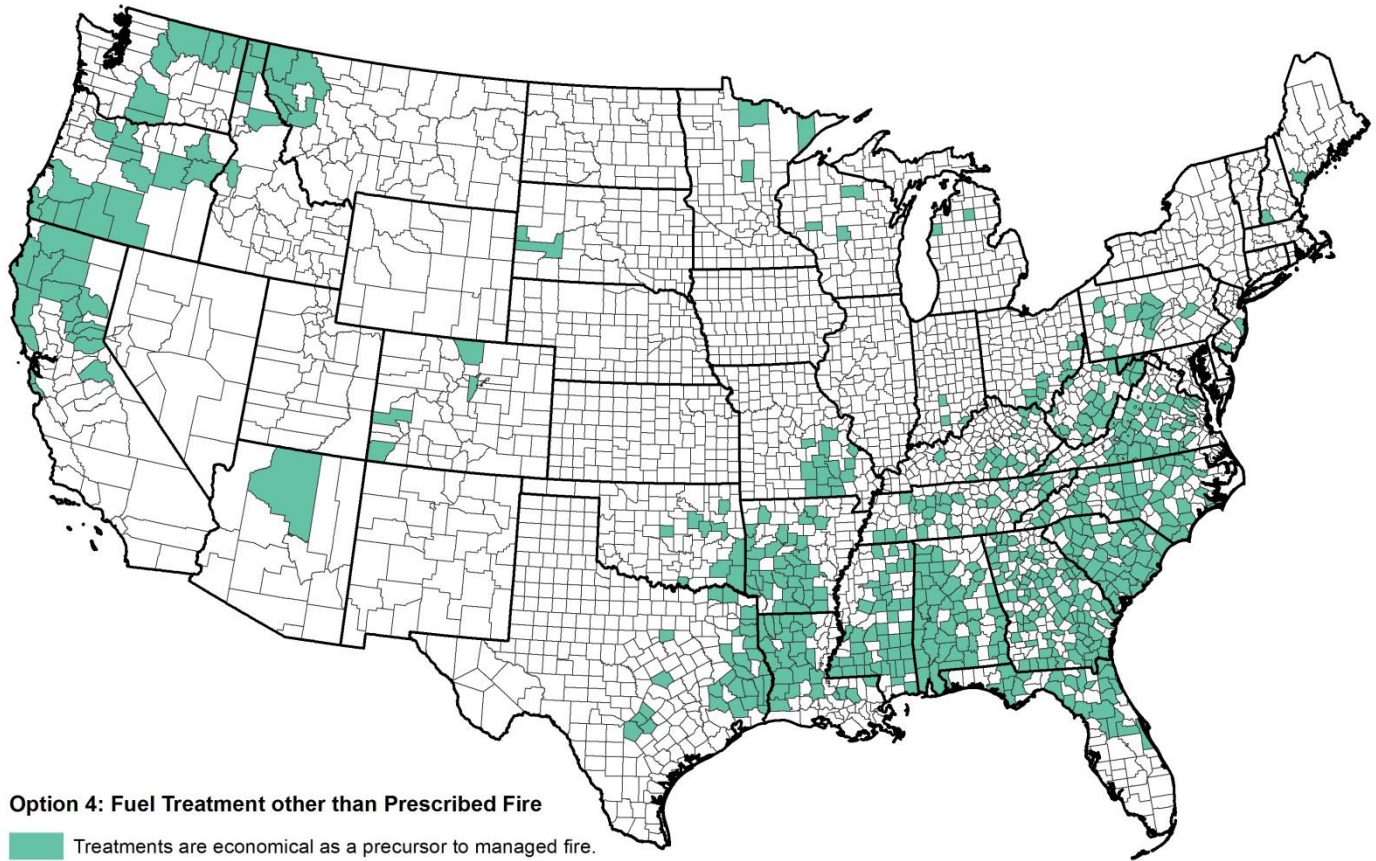 Option 4: Fuel Treatment other than Prescribed Fire
Treatments are economical as a precursor to managed fire.